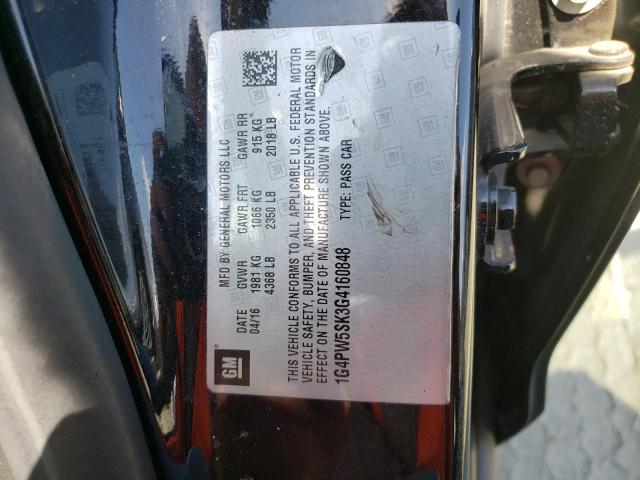 MFD BY GENERAL MOTORS LLC
DATE GVWR GAWR FRT GAWR RR
04/16 1981 KG 1066 KG 915 KG
4368 LB 2350 LB 2018 LB
GM
THIS VEHICLE CONFORMS TO ALL APPLICABLE U.S. FEDERAL MOTOR
VEHICLE SAFETY, BUMPER, AND THEFT PREVENTION STANDARDS IN
EFFECT ON THE DATE OF MANUFACTURE SHOWN ABOVE.
1G4PW5SK3G4160848 TYPE: PASS CAR